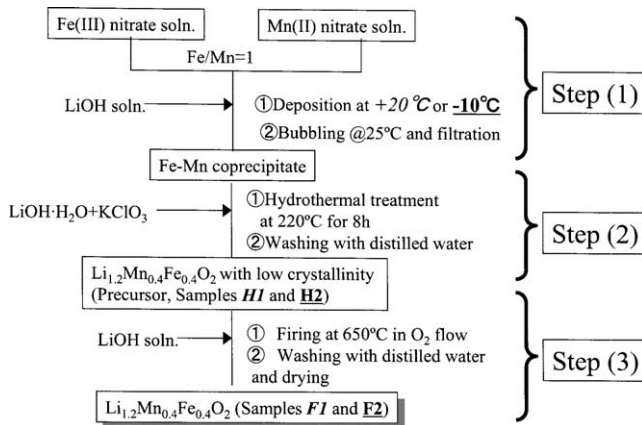 Fe(III) nitrate soln.
Mn(II) nitrate soln.
Fe/Mn=1
LiOH soln.
①Deposition at +20℃ or -10℃
②Bubbling @25ºC and filtration
Step (1)
Fe-Mn coprecipitate
LiOH·H₂O+KClO₃
①Hydrothermal treatment
at 220ºC for 8h
②Washing with distilled water
Step (2)
Li₁.₂Mn₀.₄Fe₀.₄O₂ with low crystallinity
(Precursor, Samples H1 and H2)
LiOH soln.
① Firing at 650ºC in O₂ flow
② Washing with distilled water
and drying
Step (3)
Li₁.₂Mn₀.₄Fe₀.₄O₂ (Samples F1 and F2)